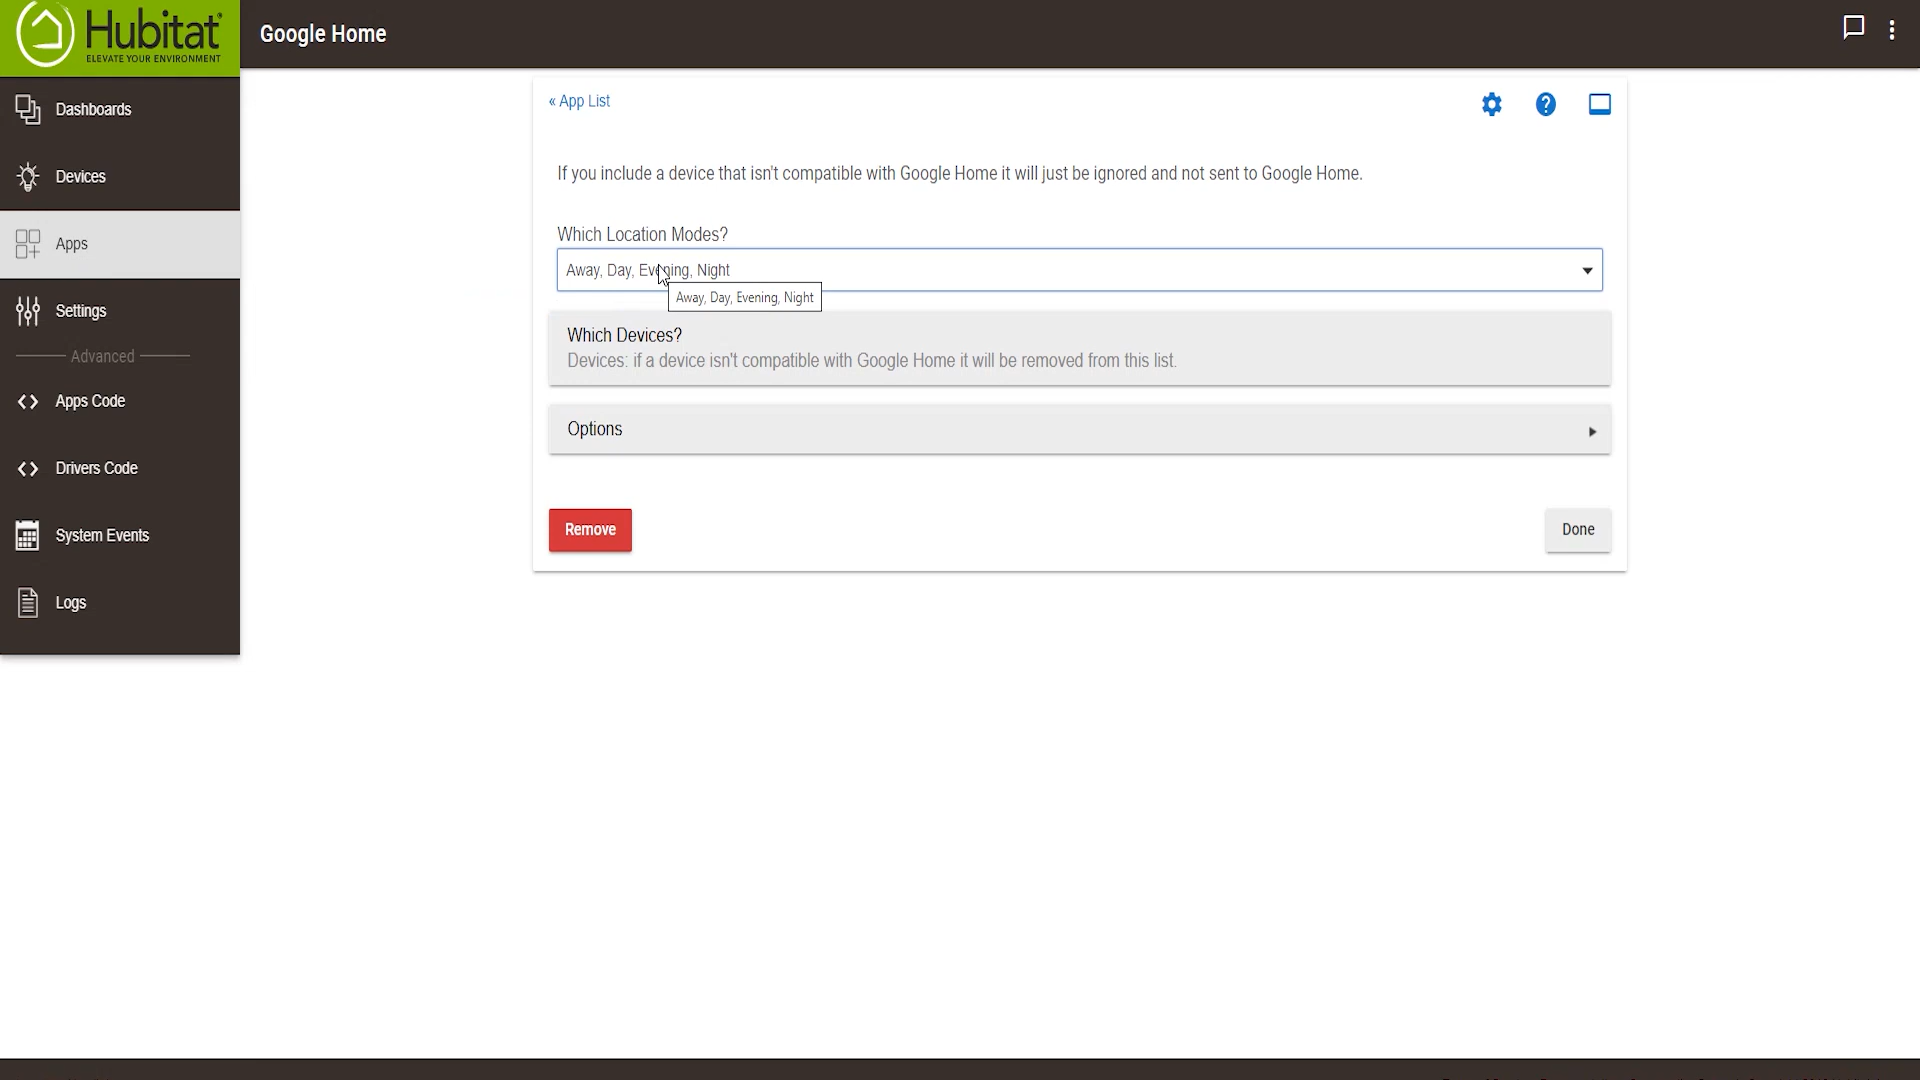 Hubitat®
ELEVATE YOUR ENVIRONMENT
Google Home
Dashboards
Devices
Apps
Settings
Advanced
Apps Code
Drivers Code
System Events
Logs
« App List
If you include a device that isn't compatible with Google Home it will just be ignored and not sent to Google Home.
Which Location Modes?
Away, Day, Evening, Night
Away, Day, Evening, Night
Which Devices?
Devices: if a device isn't compatible with Google Home it will be removed from this list.
Options
Remove
Done